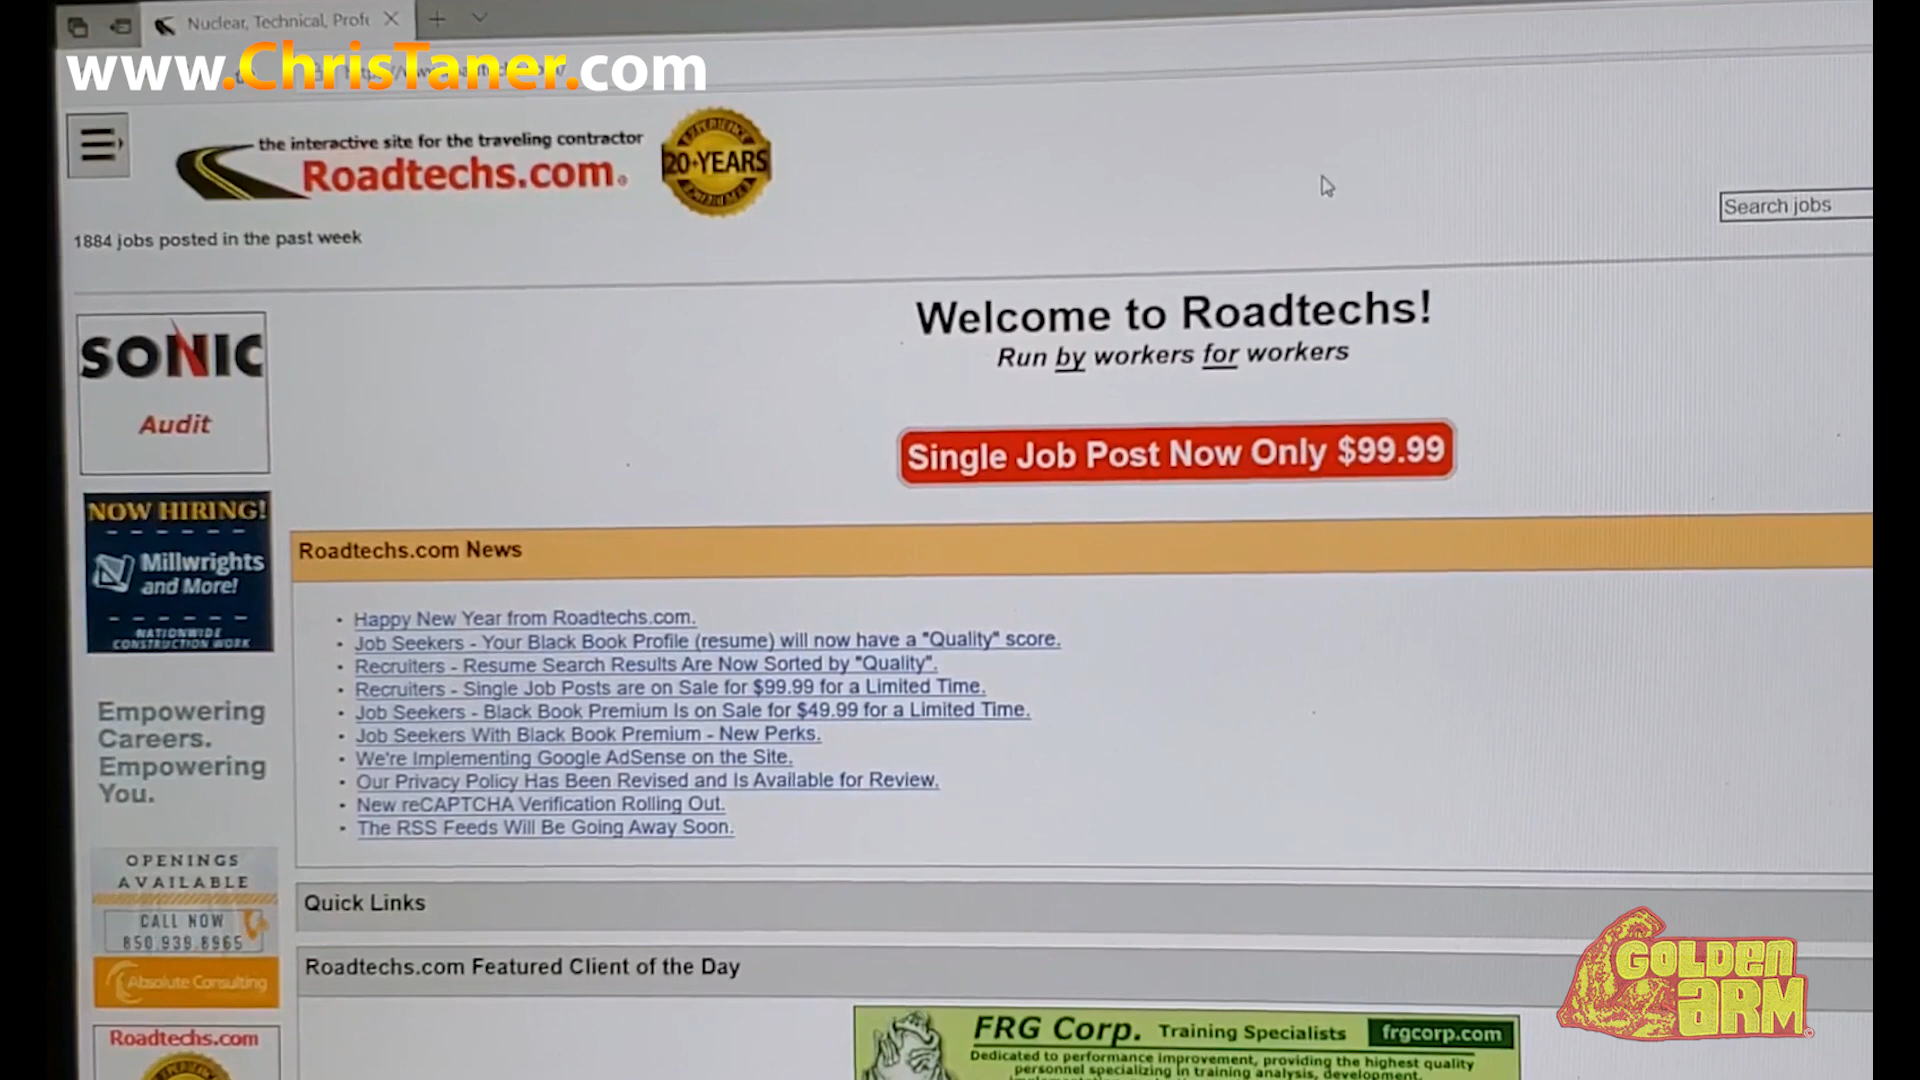 Nuclear, Technical, Prof
www.ChrisTaner.com
the interactive site for the traveling contractor
Roadtechs.com®
EXPERIENCE
20+YEARS
1884 jobs posted in the past week
Search jobs
SONIC
Audit
Welcome to Roadtechs!
Run by workers for workers
Single Job Post Now Only $99.99
NOW HIRING!
Millwrights
and More!
NATIONWIDE
CONSTRUCTION WORK
Roadtechs.com News
• Happy New Year from Roadtechs.com.
• Job Seekers - Your Black Book Profile (resume) will now have a "Quality" score.
• Recruiters - Resume Search Results Are Now Sorted by "Quality".
• Recruiters - Single Job Posts are on Sale for $99.99 for a Limited Time.
• Job Seekers - Black Book Premium Is on Sale for $49.99 for a Limited Time.
• Job Seekers With Black Book Premium - New Perks.
• We're Implementing Google AdSense on the Site.
• Our Privacy Policy Has Been Revised and Is Available for Review.
• New reCAPTCHA Verification Rolling Out.
• The RSS Feeds Will Be Going Away Soon.
Empowering
Careers.
Empowering
You.
OPENINGS
AVAILABLE
CALL NOW
850.939.8965
Absolute Consulting
Quick Links
Roadtechs.com Featured Client of the Day
Roadtechs.com
FRG Corp. Training Specialists frgcorp.com
Dedicated to performance improvement, providing the highest quality
personnel specializing in training analysis, development,
GOLDEN
ARM